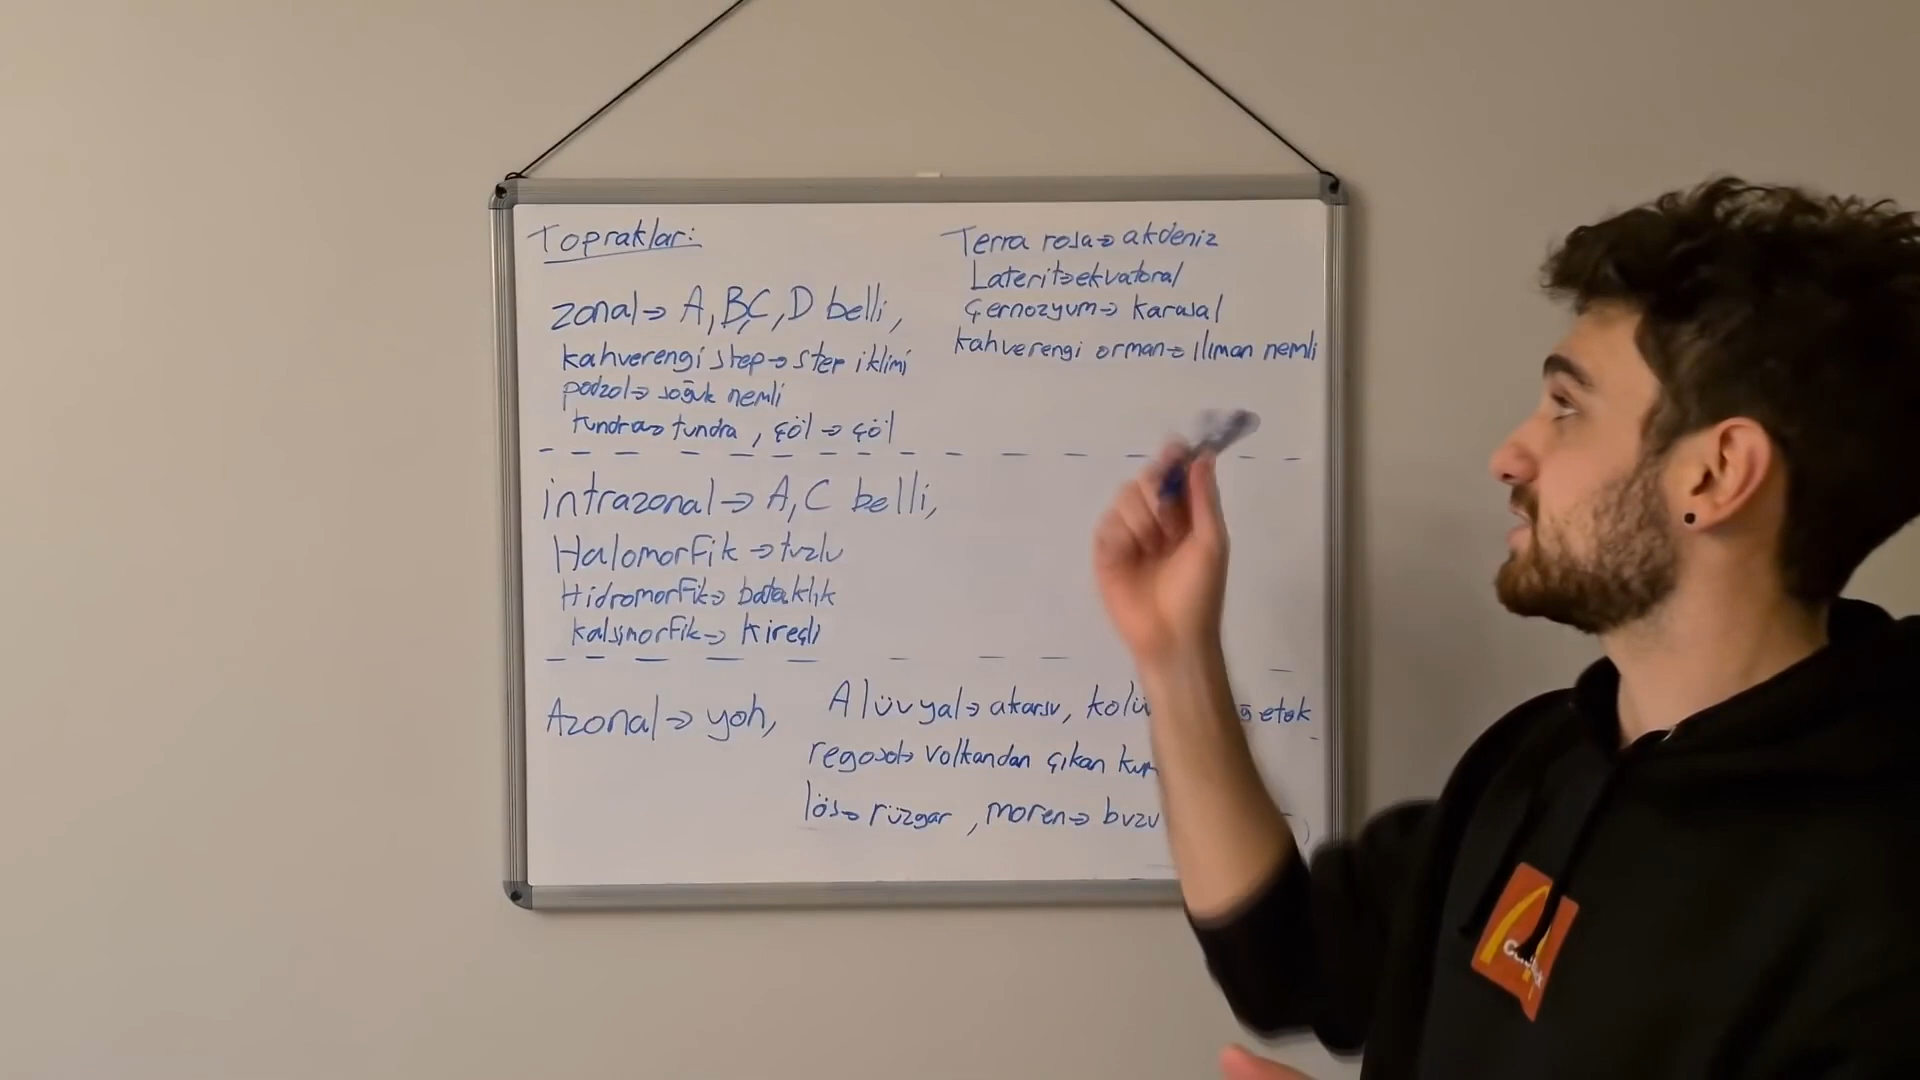 Topraklar:
zonal → A, B, C, D belli,
kahverengi step → step iklimi
podzol → soğuk nemli
tundra → tundra, çöl → çöl
Terra rosa → akdeniz
Laterit → ekvatoral
Çernozyum → karasal
kahverengi orman → ılıman nemli
intrazonal → A, C belli,
Halomorfik → tuzlu
Hidromorfik → bataklık
kalsimorfik → kireçli
Azonal → yoh,
Alüvyal → akarsu, etek
regosol → volkandan çıkan
lös → rüzgar, moren →